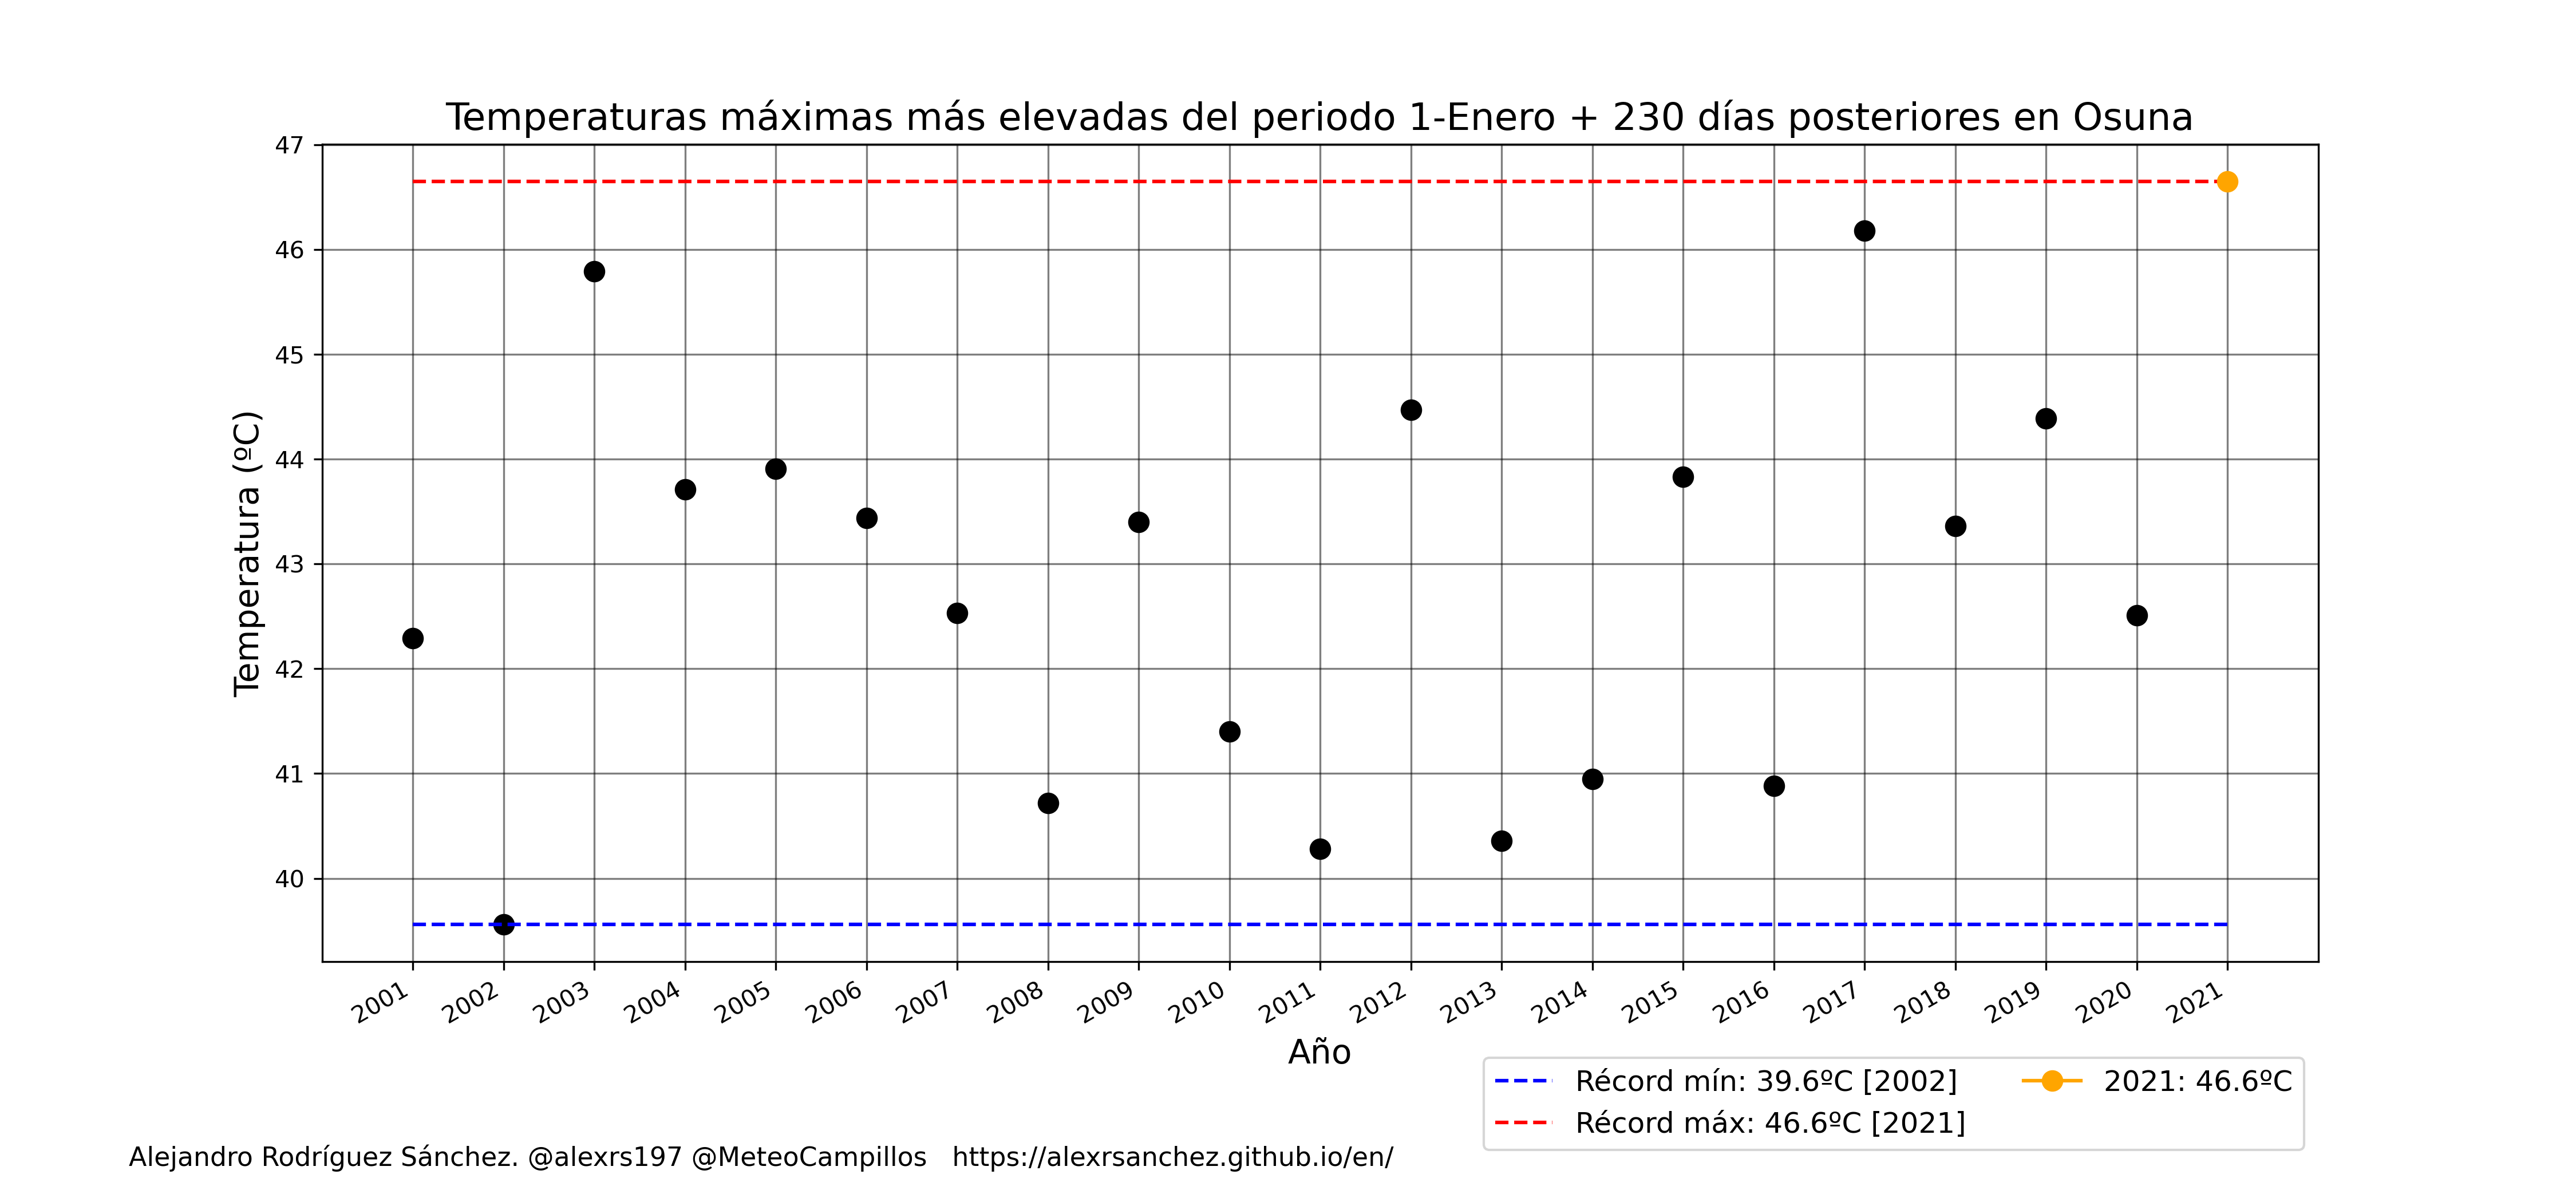 Temperaturas máximas más elevadas del periodo 1-Enero + 230 días posteriores en Osuna
Temperatura (ºC)
47
46
45
44
43
42
41
40
2001 2002 2003 2004 2005 2006 2007 2008 2009 2010 2011 2012 2013 2014 2015 2016 2017 2018 2019 2020 2021
Año
Récord mín: 39.6ºC [2002]
Récord máx: 46.6ºC [2021]
2021: 46.6ºC
Alejandro Rodríguez Sánchez. @alexrs197 @MeteoCampillos https://alexrsanchez.github.io/en/